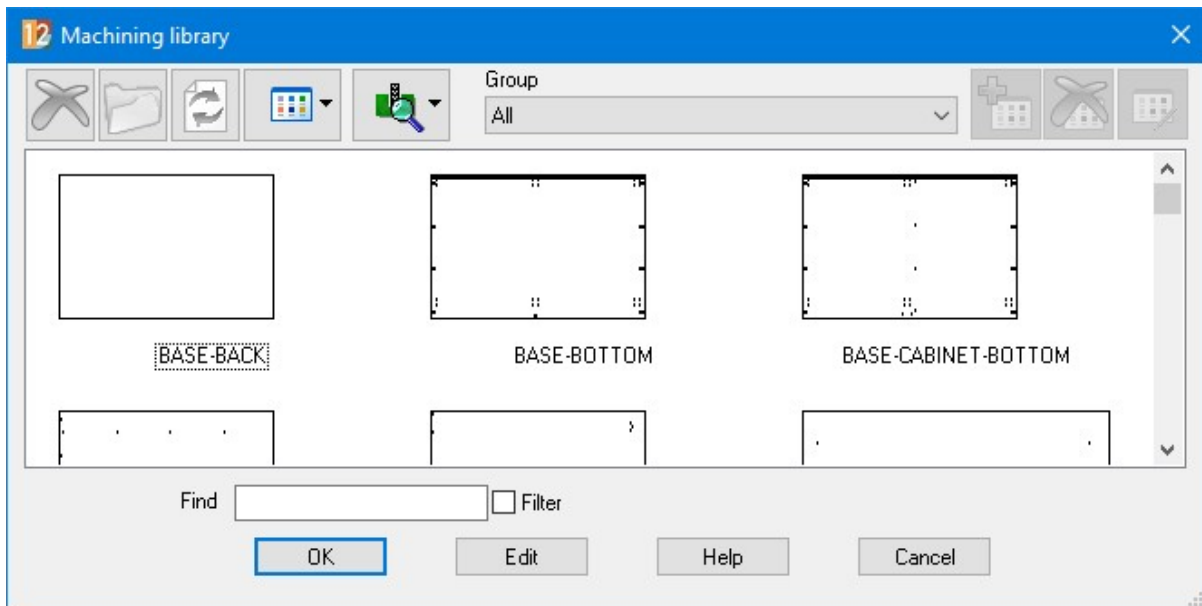 12 Machining library
Group
All
BASE-BACK
BASE-BOTTOM
BASE-CABINET-BOTTOM
Find
Filter
OK
Edit
Help
Cancel